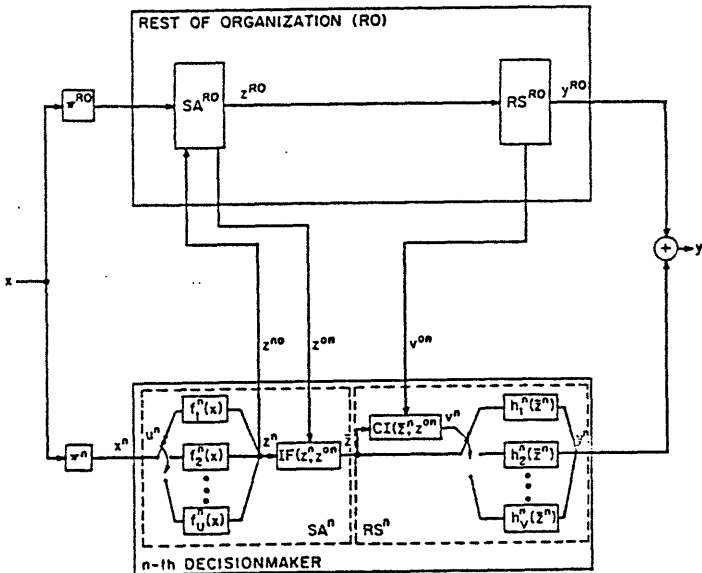 REST OF ORGANIZATION (RO)
π^RO
SA^RO
z^RO
RS^RO
y^RO
x
+
y
z^no
z^on
v^on
π^n
x^n
u^n
f_1^n(x)
f_2^n(x)
f_U^n(x)
z^n
IF(z^n, z^on)
z̄
CI(z̄^n, z^on)
v^n
h_1^n(z̄^n)
h_2^n(z̄^n)
h_V^n(z̄^n)
y^n
SA^n
RS^n
n-th DECISIONMAKER